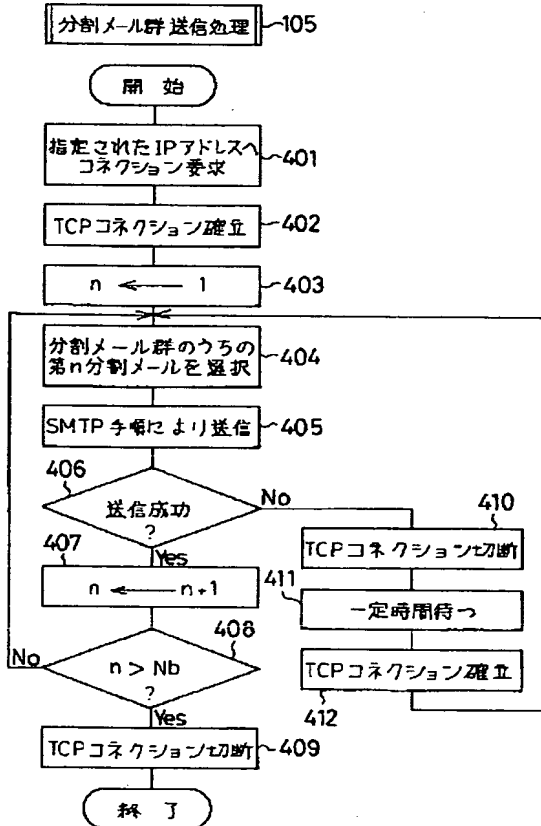 分割メール群送信処理 105
開始
指定されたIPアドレスへ
コネクション要求 401
TCPコネクション確立 402
n ← 1 403
分割メール群のうちの
第n分割メールを選択 404
SMTP手順により送信 405
406
送信成功
?
No
Yes
407
n ← n+1
408
n > Nb
?
No
Yes
TCPコネクション切断 409
終了
410
TCPコネクション切断
411
一定時間待つ
TCPコネクション確立
412